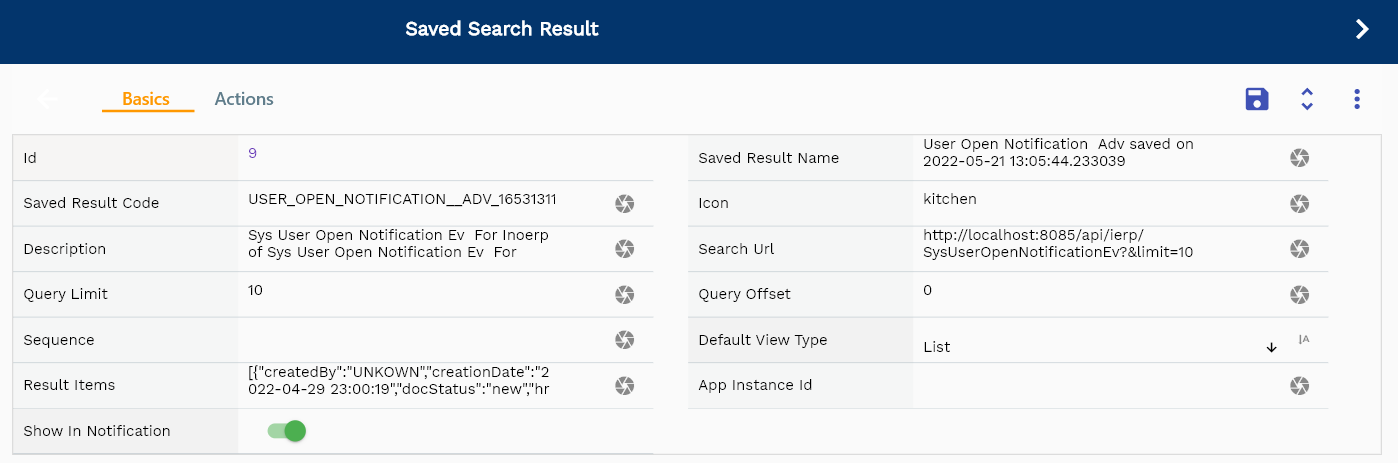 Saved Search Result
Basics
Actions
Id
9
Saved Result Name
User Open Notification  Adv saved on
2022-05-21 13:05:44.233039
Saved Result Code
USER_OPEN_NOTIFICATION__ADV_16531311
Icon
kitchen
Description
Sys User Open Notification Ev  For Inoerp
of Sys User Open Notification Ev  For
Search Url
http://localhost:8085/api/ierp/
SysUserOpenNotificationEv?&limit=10
Query Limit
10
Query Offset
0
Sequence
Default View Type
List
Result Items
[{"createdBy":"UNKOWN","creationDate":"2
022-04-29 23:00:19","docStatus":"new","hr
App Instance Id
Show In Notification